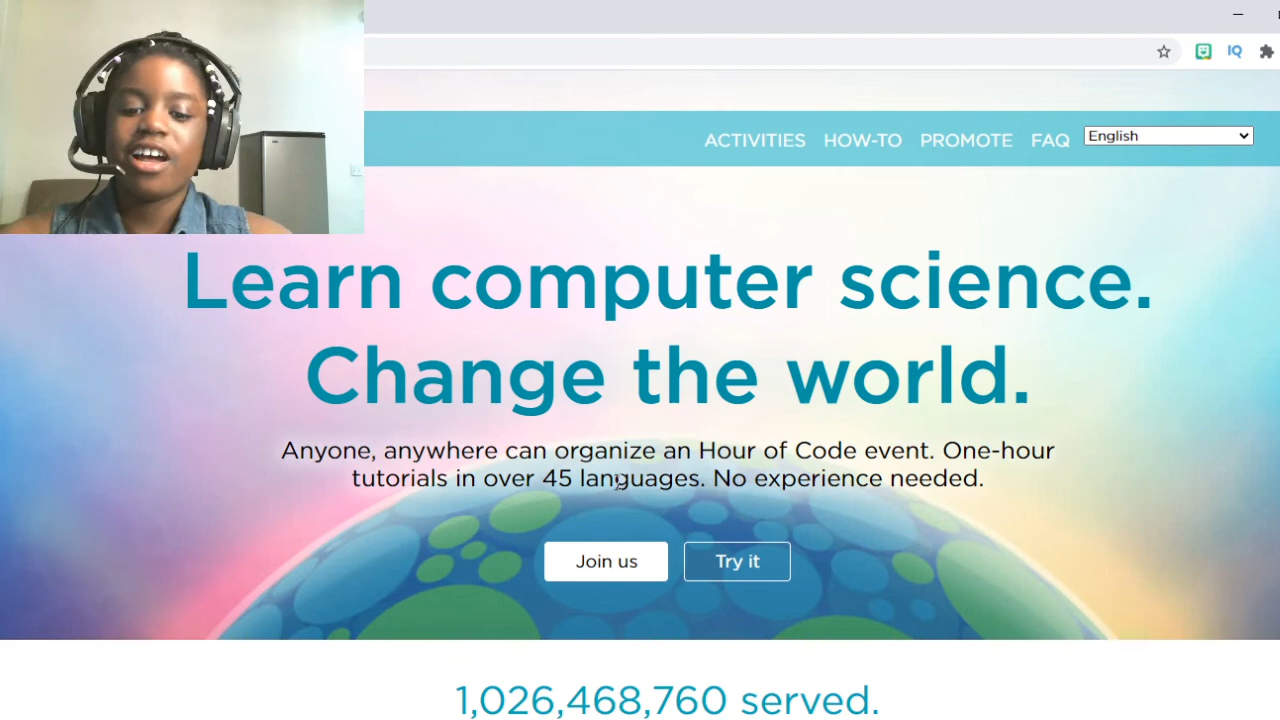 IQ
ACTIVITIES HOW-TO PROMOTE FAQ English
Learn computer science.
Change the world.
Anyone, anywhere can organize an Hour of Code event. One-hour
tutorials in over 45 languages. No experience needed.
Join us Try it
1,026,468,760 served.